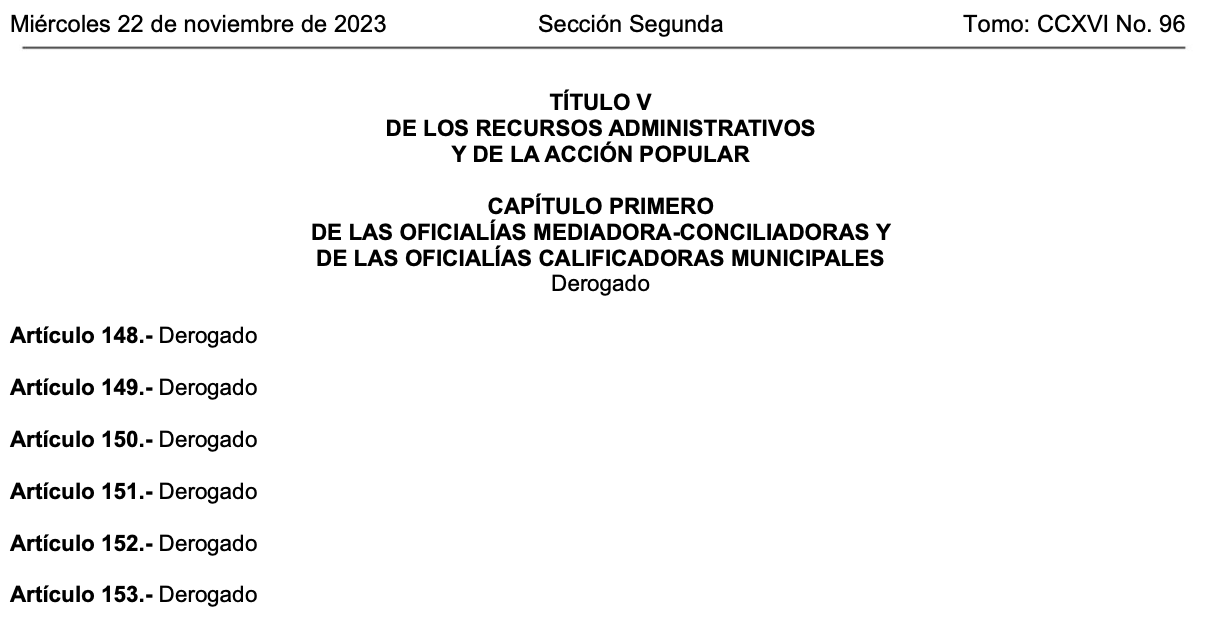 Miércoles 22 de noviembre de 2023 Sección Segunda Tomo: CCXVI No. 96
TÍTULO V
DE LOS RECURSOS ADMINISTRATIVOS
Y DE LA ACCIÓN POPULAR
CAPÍTULO PRIMERO
DE LAS OFICIALÍAS MEDIADORA-CONCILIADORAS Y
DE LAS OFICIALÍAS CALIFICADORAS MUNICIPALES
Derogado
Artículo 148.- Derogado
Artículo 149.- Derogado
Artículo 150.- Derogado
Artículo 151.- Derogado
Artículo 152.- Derogado
Artículo 153.- Derogado